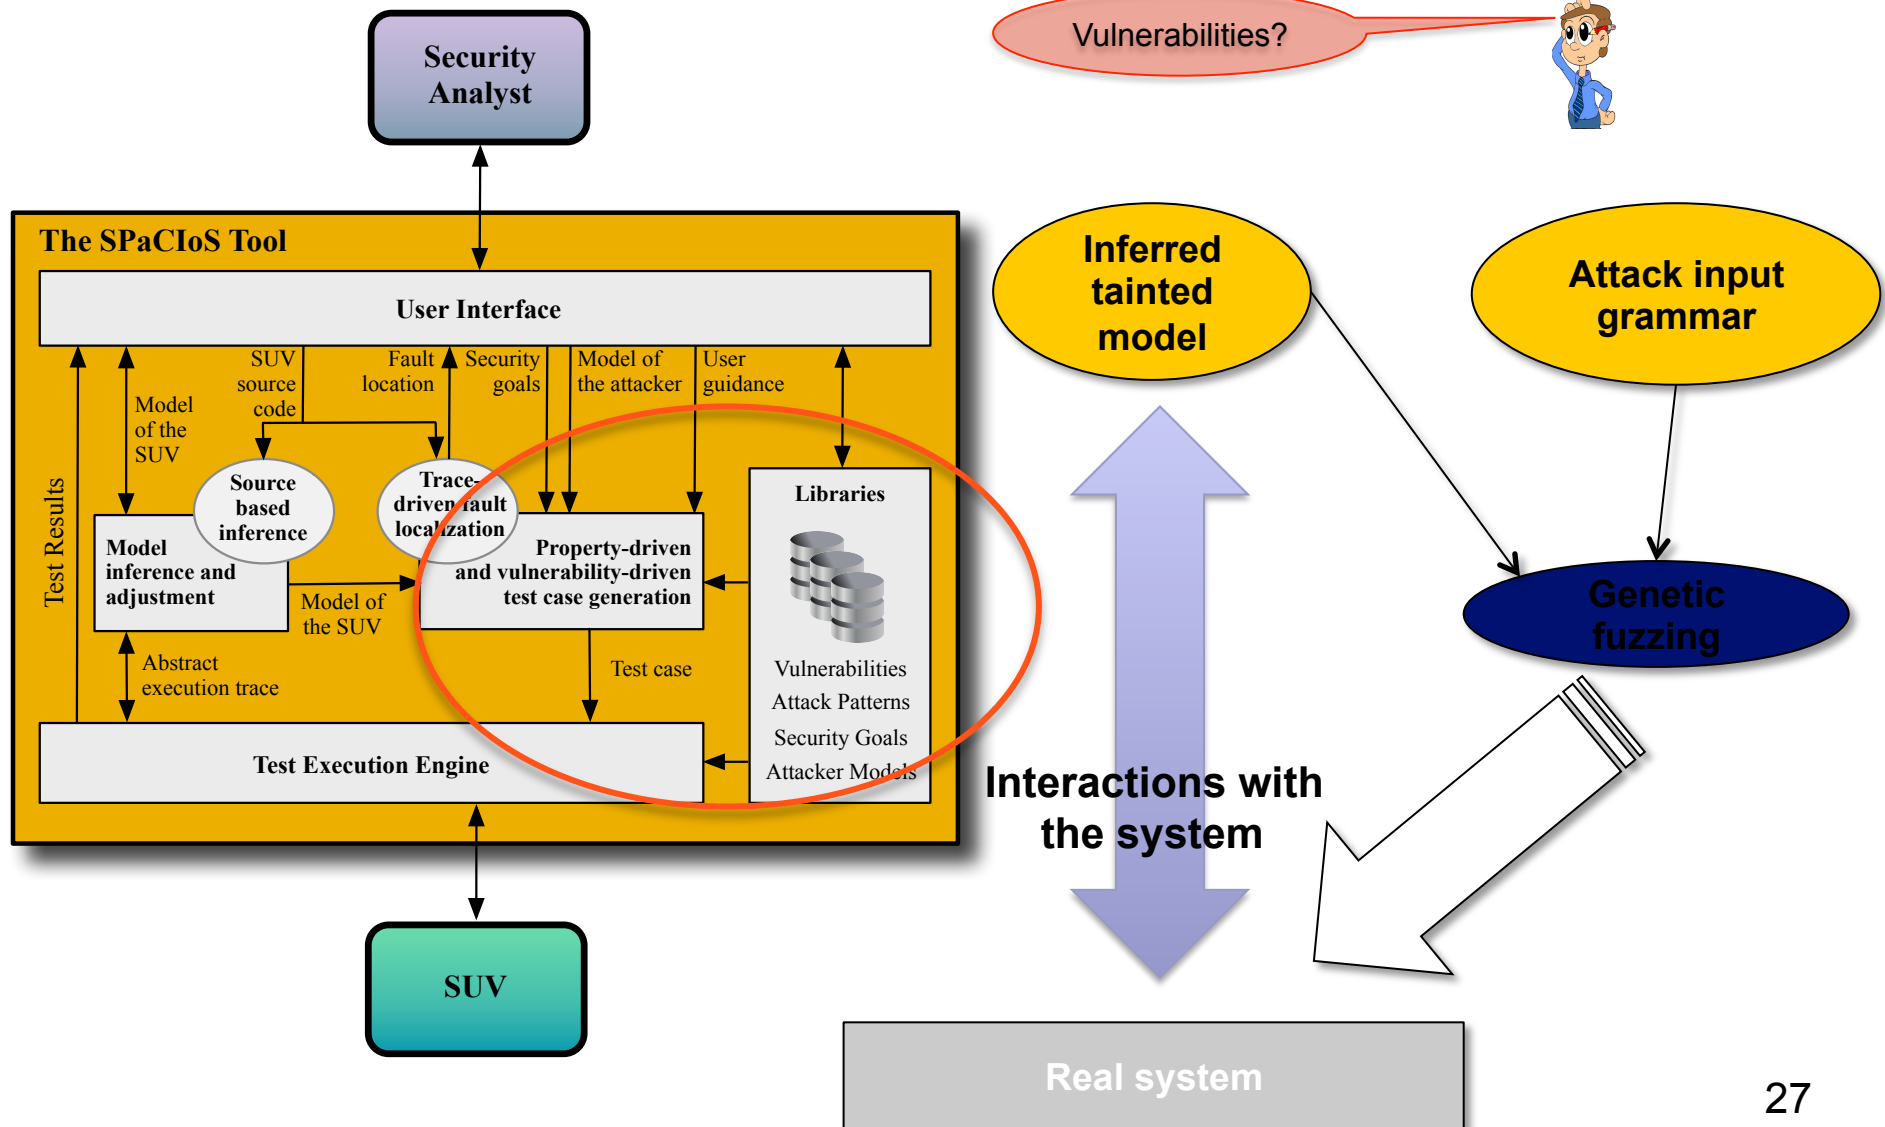 Vulnerabilities?
Security
Analyst
The SPaCIoS Tool
User Interface
SUV
source
code
Fault
location
Security
goals
Model of
the attacker
User
guidance
Model
of the
SUV
Test Results
Source
based
inference
Trace-
driven fault
localization
Libraries
Model
inference and
adjustment
Property-driven
and vulnerability-driven
test case generation
Model of
the SUV
Abstract
execution trace
Test case
Vulnerabilities
Attack Patterns
Security Goals
Attacker Models
Test Execution Engine
SUV
Inferred
tainted
model
Attack input
grammar
Genetic
fuzzing
Interactions with
the system
Real system
27